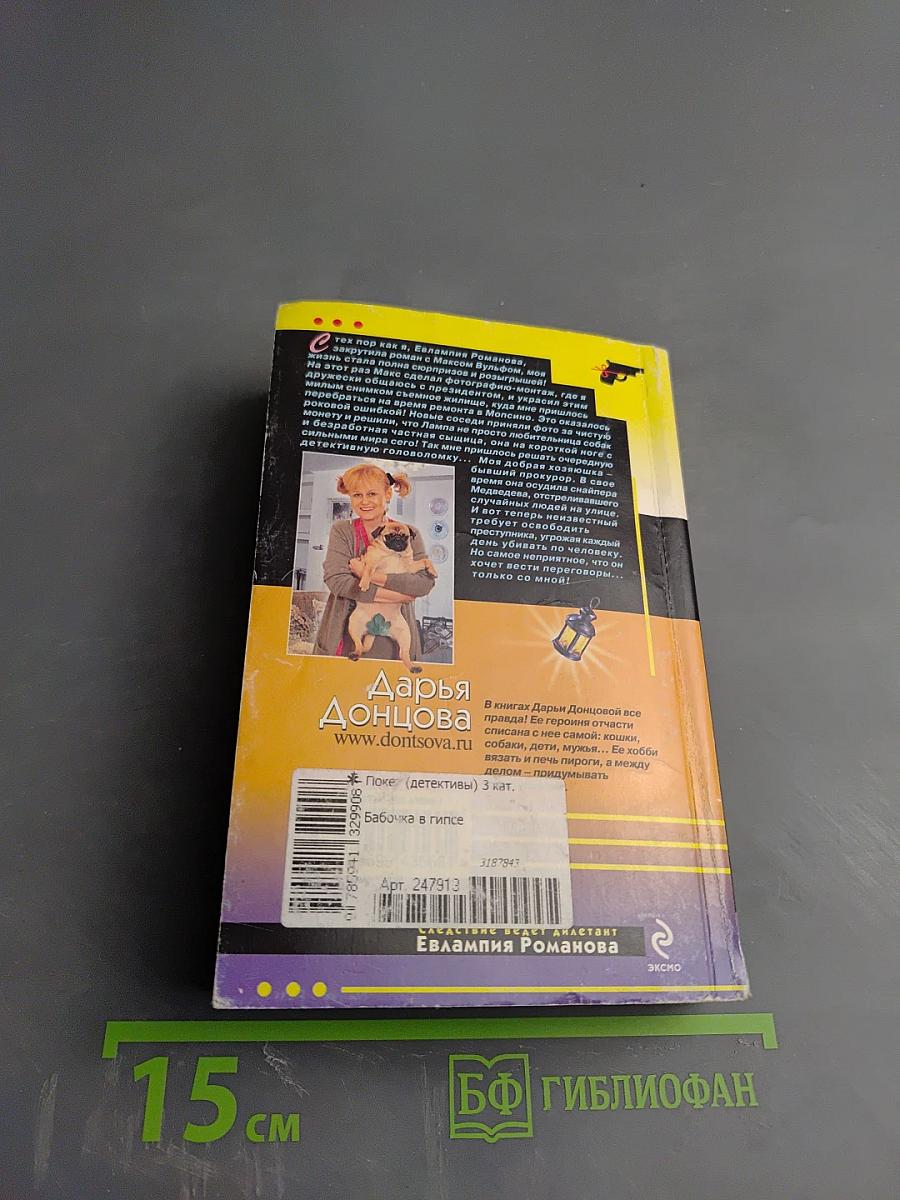 С тех пор как я, Евлампия Романова,
закрутила роман с Максом Вульфом, моя
жизнь стала полна сюрпризов и розыгрышей!
На этот раз Макс сделал фотографию-монтаж, где я
дружески общаюсь с президентом, и украсил этим
милым снимком съемное жилище, куда мне пришлось
перебраться на время ремонта в Мопсино. Это оказалось
роковой ошибкой! Новые соседи приняли фото за чистую
монету и решили, что Лампа не просто любительница собак
и безработная частная сыщица, она на короткой ноге с
сильными мира сего! Так мне пришлось решать очередную
детективную головоломку... Моя добрая хозяюшка –
бывший прокурор. В свое
время она осудила снайпера
Медведева, отстреливавшего
случайных людей на улице.
И вот теперь неизвестный
требует освободить
преступника, угрожая каждый
день убивать по человеку.
Но самое неприятное, что он
хочет вести переговоры...
только со мной!
Дарья
Донцова
www.dontsova.ru
В книгах Дарьи Донцовой все
правда! Ее героиня отчасти
списана с нее самой: кошки,
собаки, дети, мужья... Ее хобби
вязать и печь пироги, а между
делом – придумывать
* Покет (детективы) 3 кат.
Бабочка в гипсе
3187843
Арт. 247913
9 785941 329908
Следствие ведет дилетант
Евлампия Романова
ЭКСМО
15 см
БФ ГИБЛИОФАН